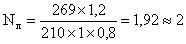 Nп = 269×1,2 / 210×1×0,8 = 1,92 ≈ 2